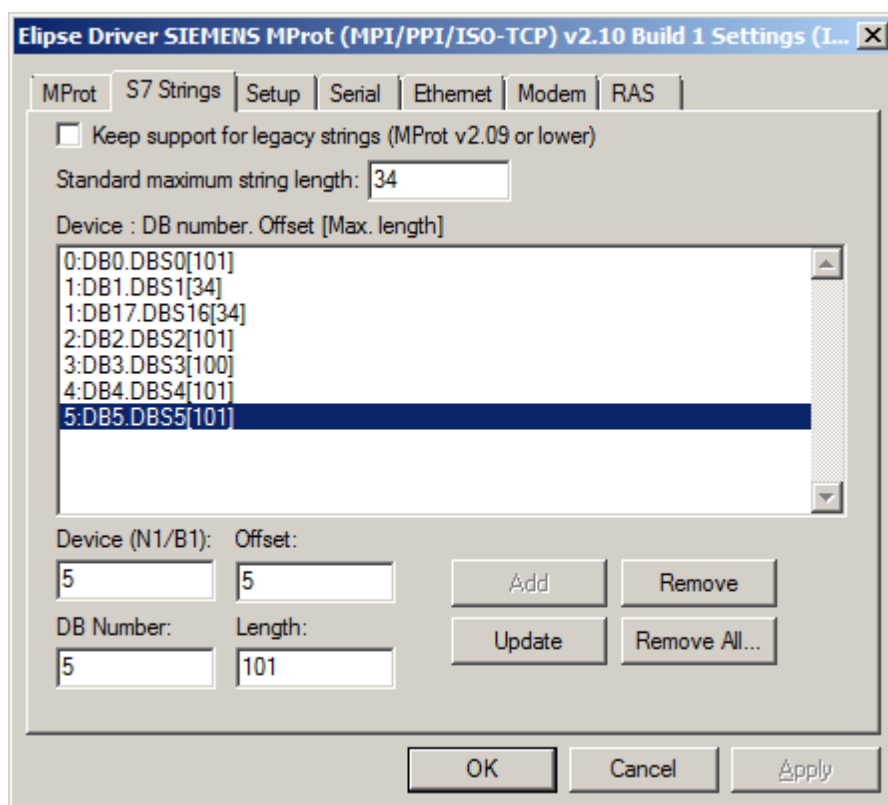 Elipse Driver SIEMENS MProt (MPI/PPI/ISO-TCP) v2.10 Build 1 Settings (I...
MProt S7 Strings Setup Serial Ethernet Modem RAS
Keep support for legacy strings (MProt v2.09 or lower)
Standard maximum string length: 34
Device : DB number. Offset [Max. length]
0:DB0.DBS0[101]
1:DB1.DBS1[34]
1:DB17.DBS16[34]
2:DB2.DBS2[101]
3:DB3.DBS3[100]
4:DB4.DBS4[101]
5:DB5.DBS5[101]
Device (N1/B1): Offset:
5 5 Add Remove
DB Number: Length: Update Remove All...
5 101
OK Cancel Apply